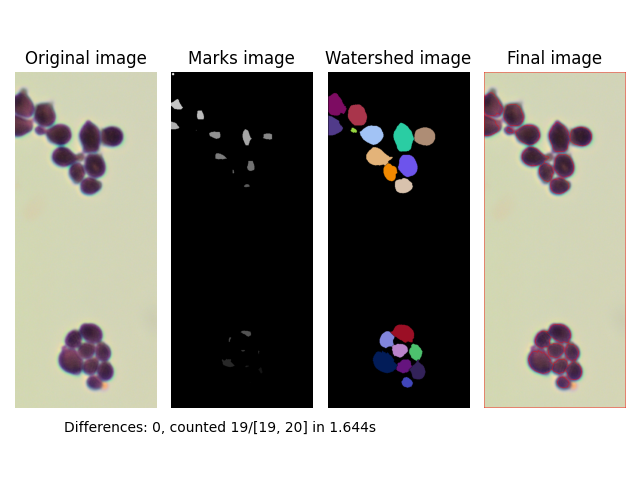 Original image
Marks image
Watershed image
Final image
Differences: 0, counted 19/[19, 20] in 1.644s